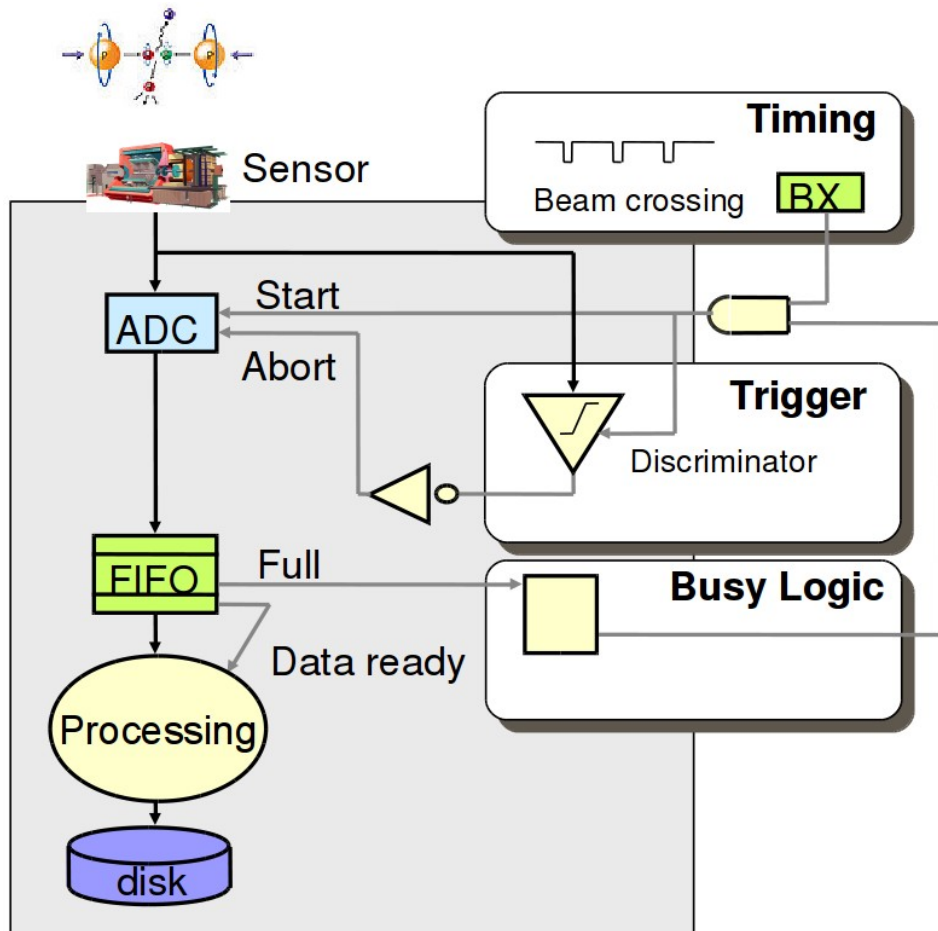 P
P
Sensor
Timing
Beam crossing
BX
Start
ADC
Abort
Trigger
Discriminator
FIFO
Full
Busy Logic
Data ready
Processing
disk